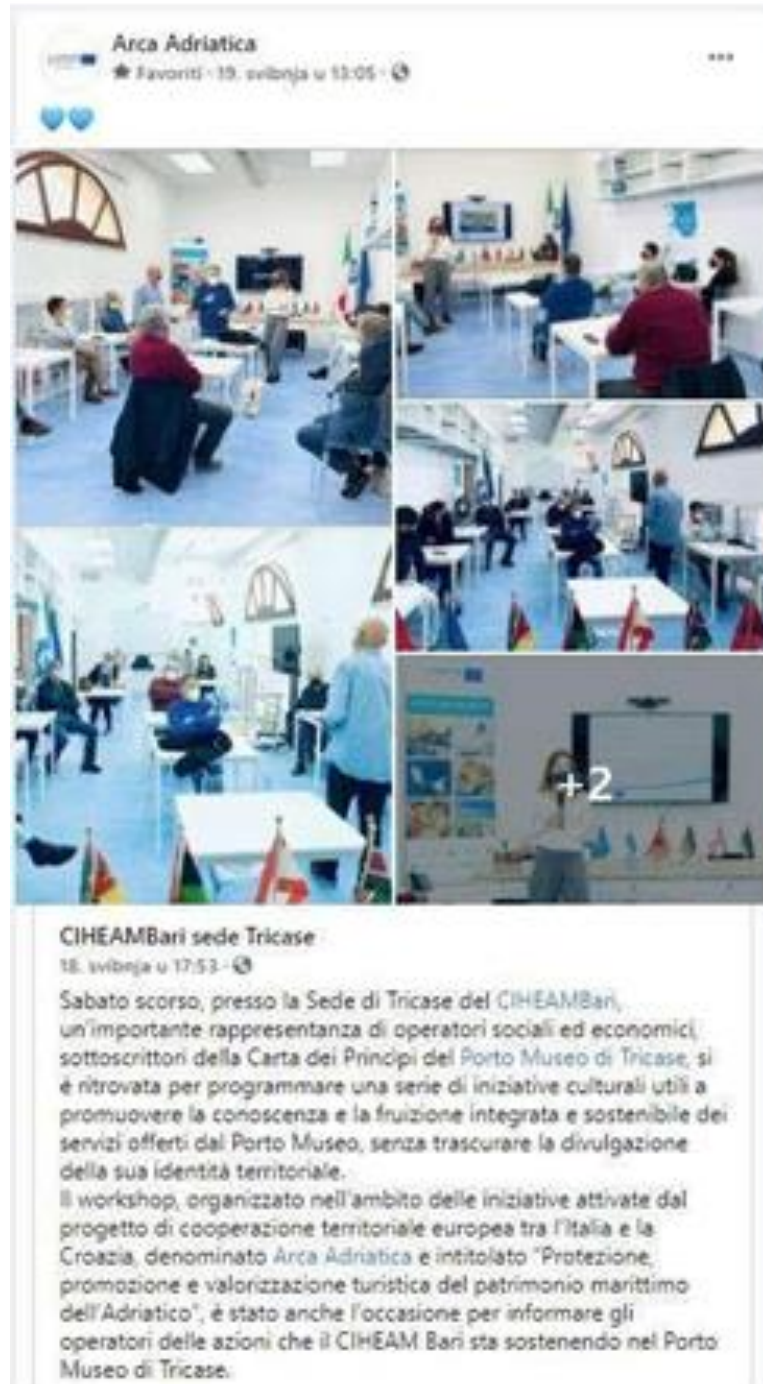 Arca Adriatica
Favoriti · 19. svibnja u 13:05 ·
+2
CIHEAMBari sede Tricase
18. svibnja u 17:53 ·
Sabato scorso, presso la Sede di Tricase del CIHEAMBari,
un'importante rappresentanza di operatori sociali ed economici,
sottoscrittori della Carta dei Principi del Porto Museo di Tricase, si
è ritrovata per programmare una serie di iniziative culturali utili a
promuovere la conoscenza e la fruizione integrata e sostenibile dei
servizi offerti dal Porto Museo, senza trascurare la divulgazione
della sua identità territoriale.
Il workshop, organizzato nell'ambito delle iniziative attivate dal
progetto di cooperazione territoriale europea tra l'Italia e la
Croazia, denominato Arca Adriatica e intitolato "Protezione,
promozione e valorizzazione turistica del patrimonio marittimo
dell'Adriatico", è stato anche l'occasione per informare gli
operatori delle azioni che il CIHEAM Bari sta sostenendo nel Porto
Museo di Tricase.